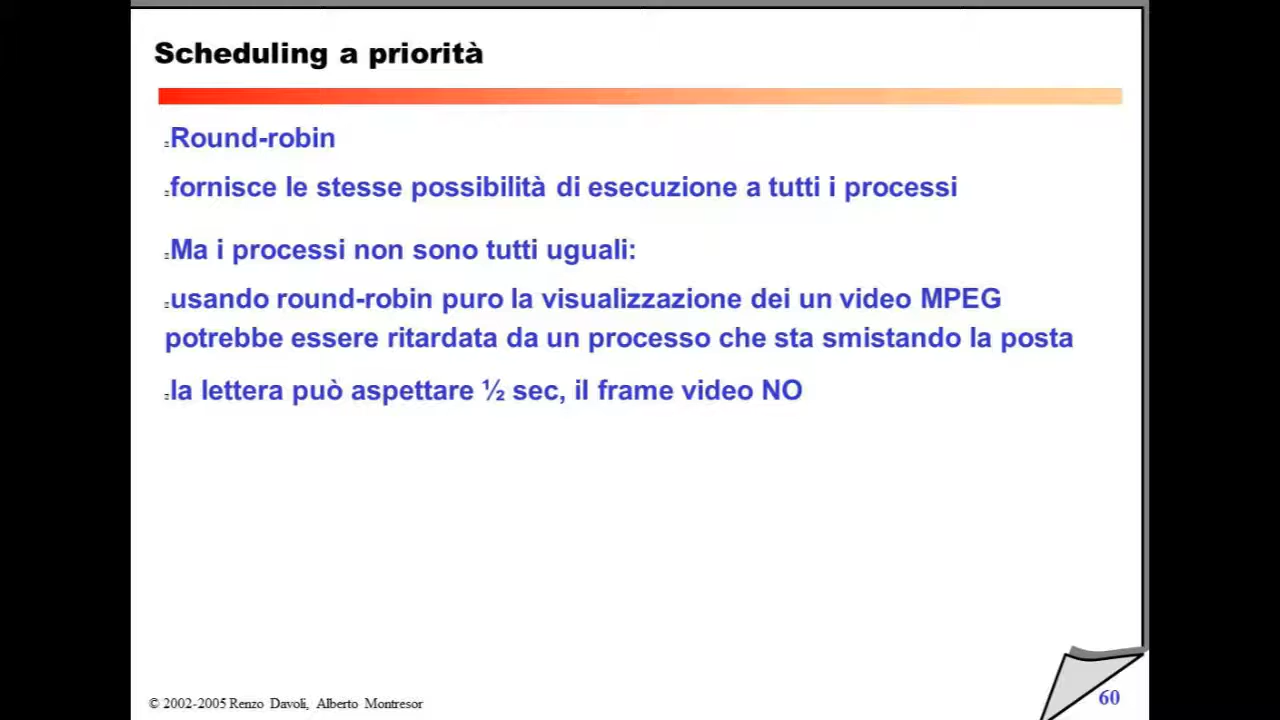 Scheduling a priorità
Round-robin
fornisce le stesse possibilità di esecuzione a tutti i processi
Ma i processi non sono tutti uguali:
usando round-robin puro la visualizzazione dei un video MPEG
potrebbe essere ritardata da un processo che sta smistando la posta
la lettera può aspettare ½ sec, il frame video NO
© 2002-2005 Renzo Davoli, Alberto Montresor
60